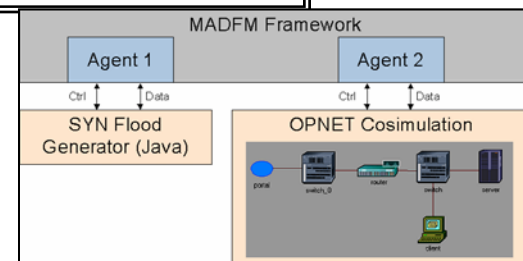 MADFM Framework
Agent 1
Agent 2
Ctrl
Data
Ctrl
Data
SYN Flood
Generator (Java)
OPNET Cosimulation
portal
switch_0
router
switch
server
client